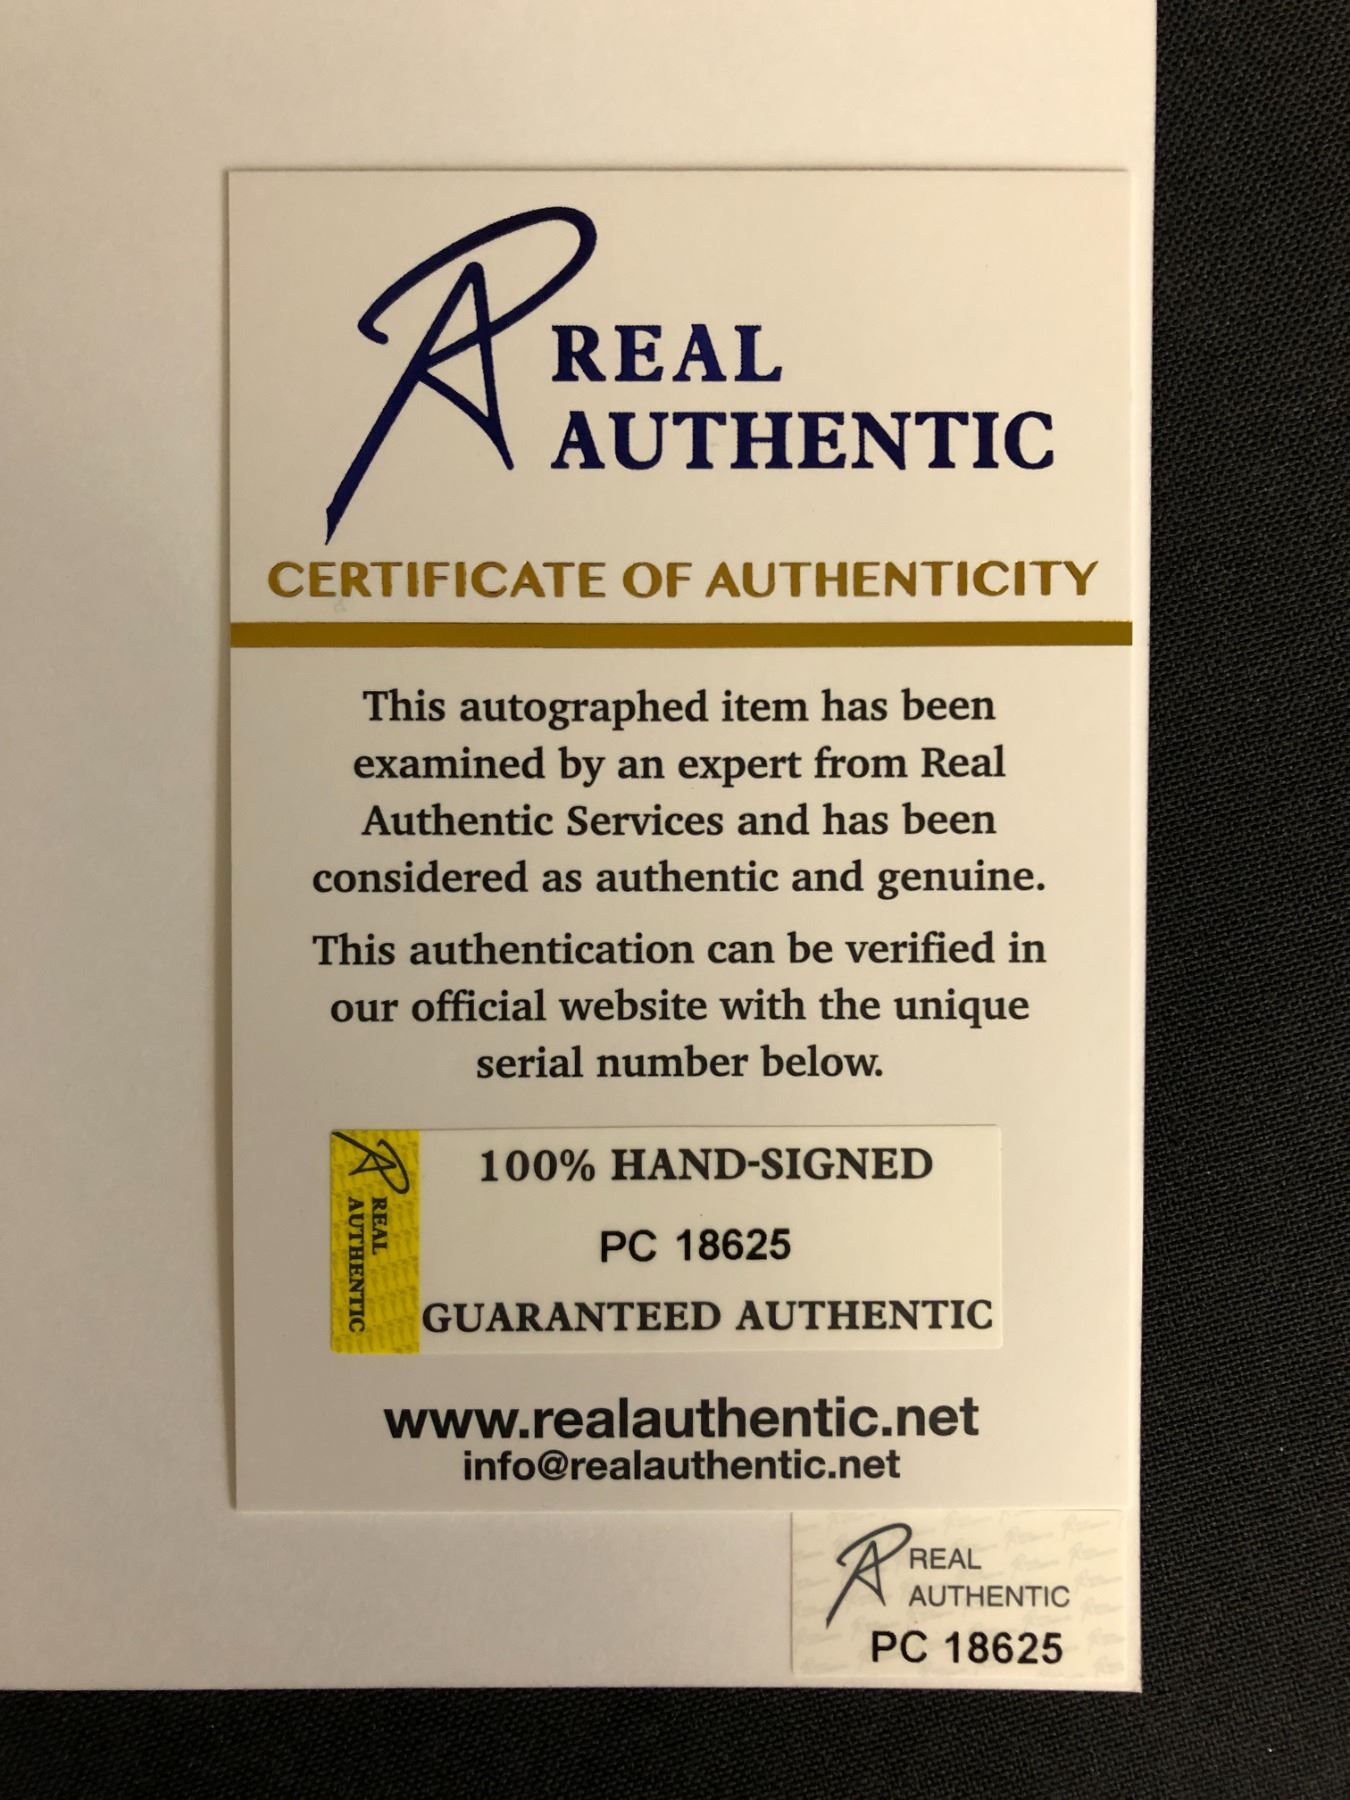 REAL
AUTHENTIC
CERTIFICATE OF AUTHENTICITY
This autographed item has been
examined by an expert from Real
Authentic Services and has been
considered as authentic and genuine.
This authentication can be verified in
our official website with the unique
serial number below.
REAL
AUTHENTIC
100% HAND-SIGNED
PC 18625
GUARANTEED AUTHENTIC
www.realauthentic.net
info@realauthentic.net
REAL
AUTHENTIC
PC 18625